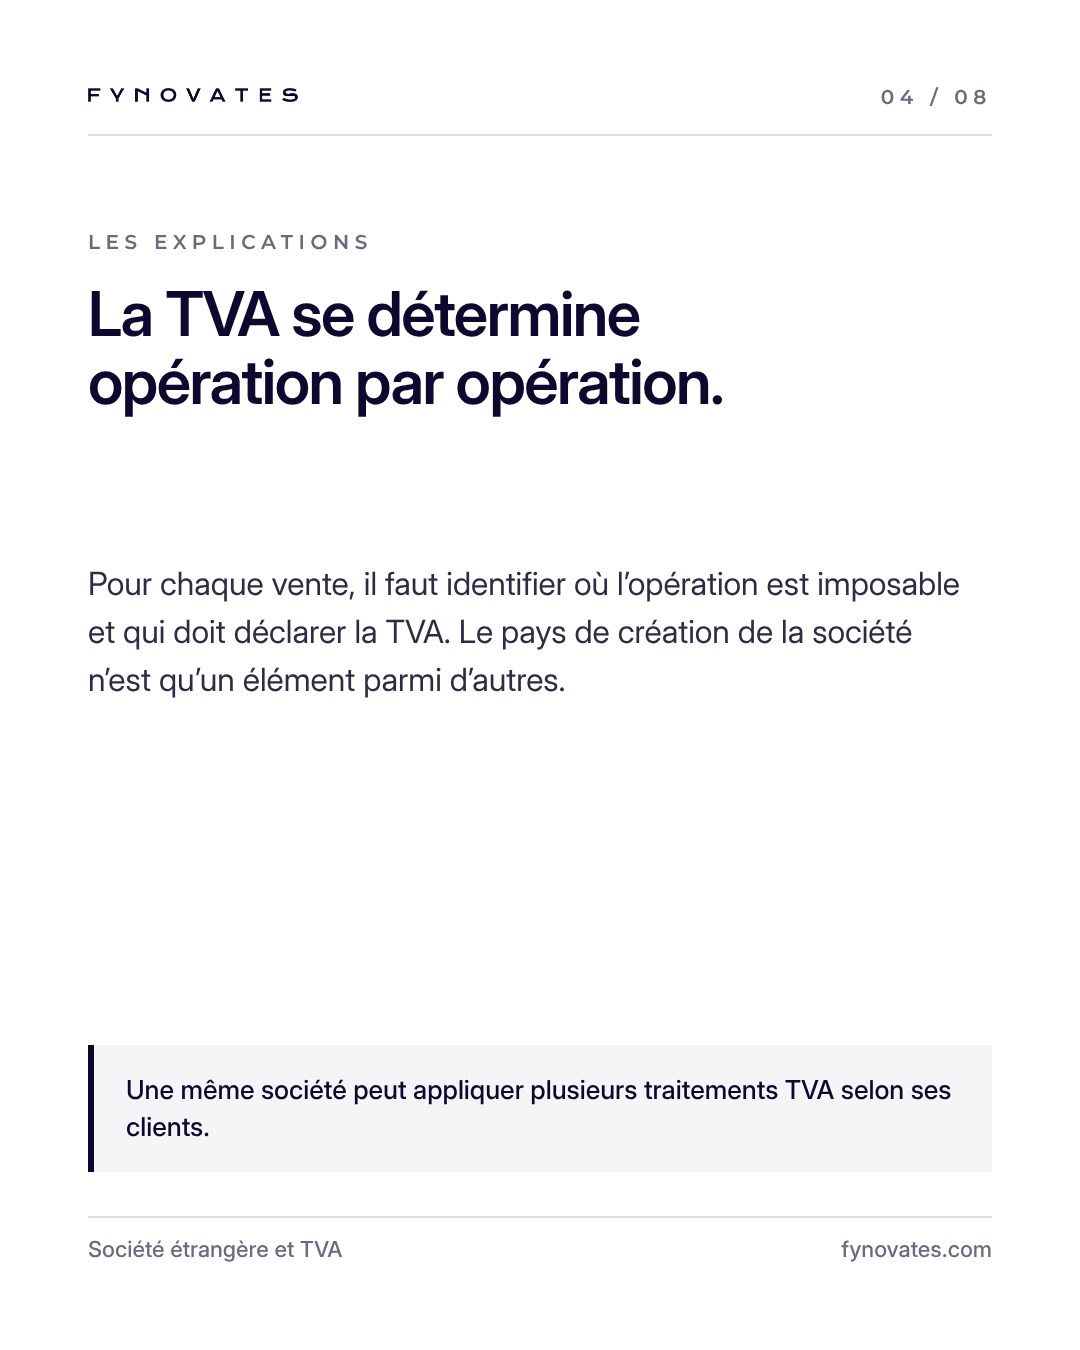 FYNOVATES
04 / 08
LES EXPLICATIONS
La TVA se détermine
opération par opération.
Pour chaque vente, il faut identifier où l’opération est imposable
et qui doit déclarer la TVA. Le pays de création de la société
n’est qu’un élément parmi d’autres.
Une même société peut appliquer plusieurs traitements TVA selon ses
clients.
Société étrangère et TVA
fynovates.com